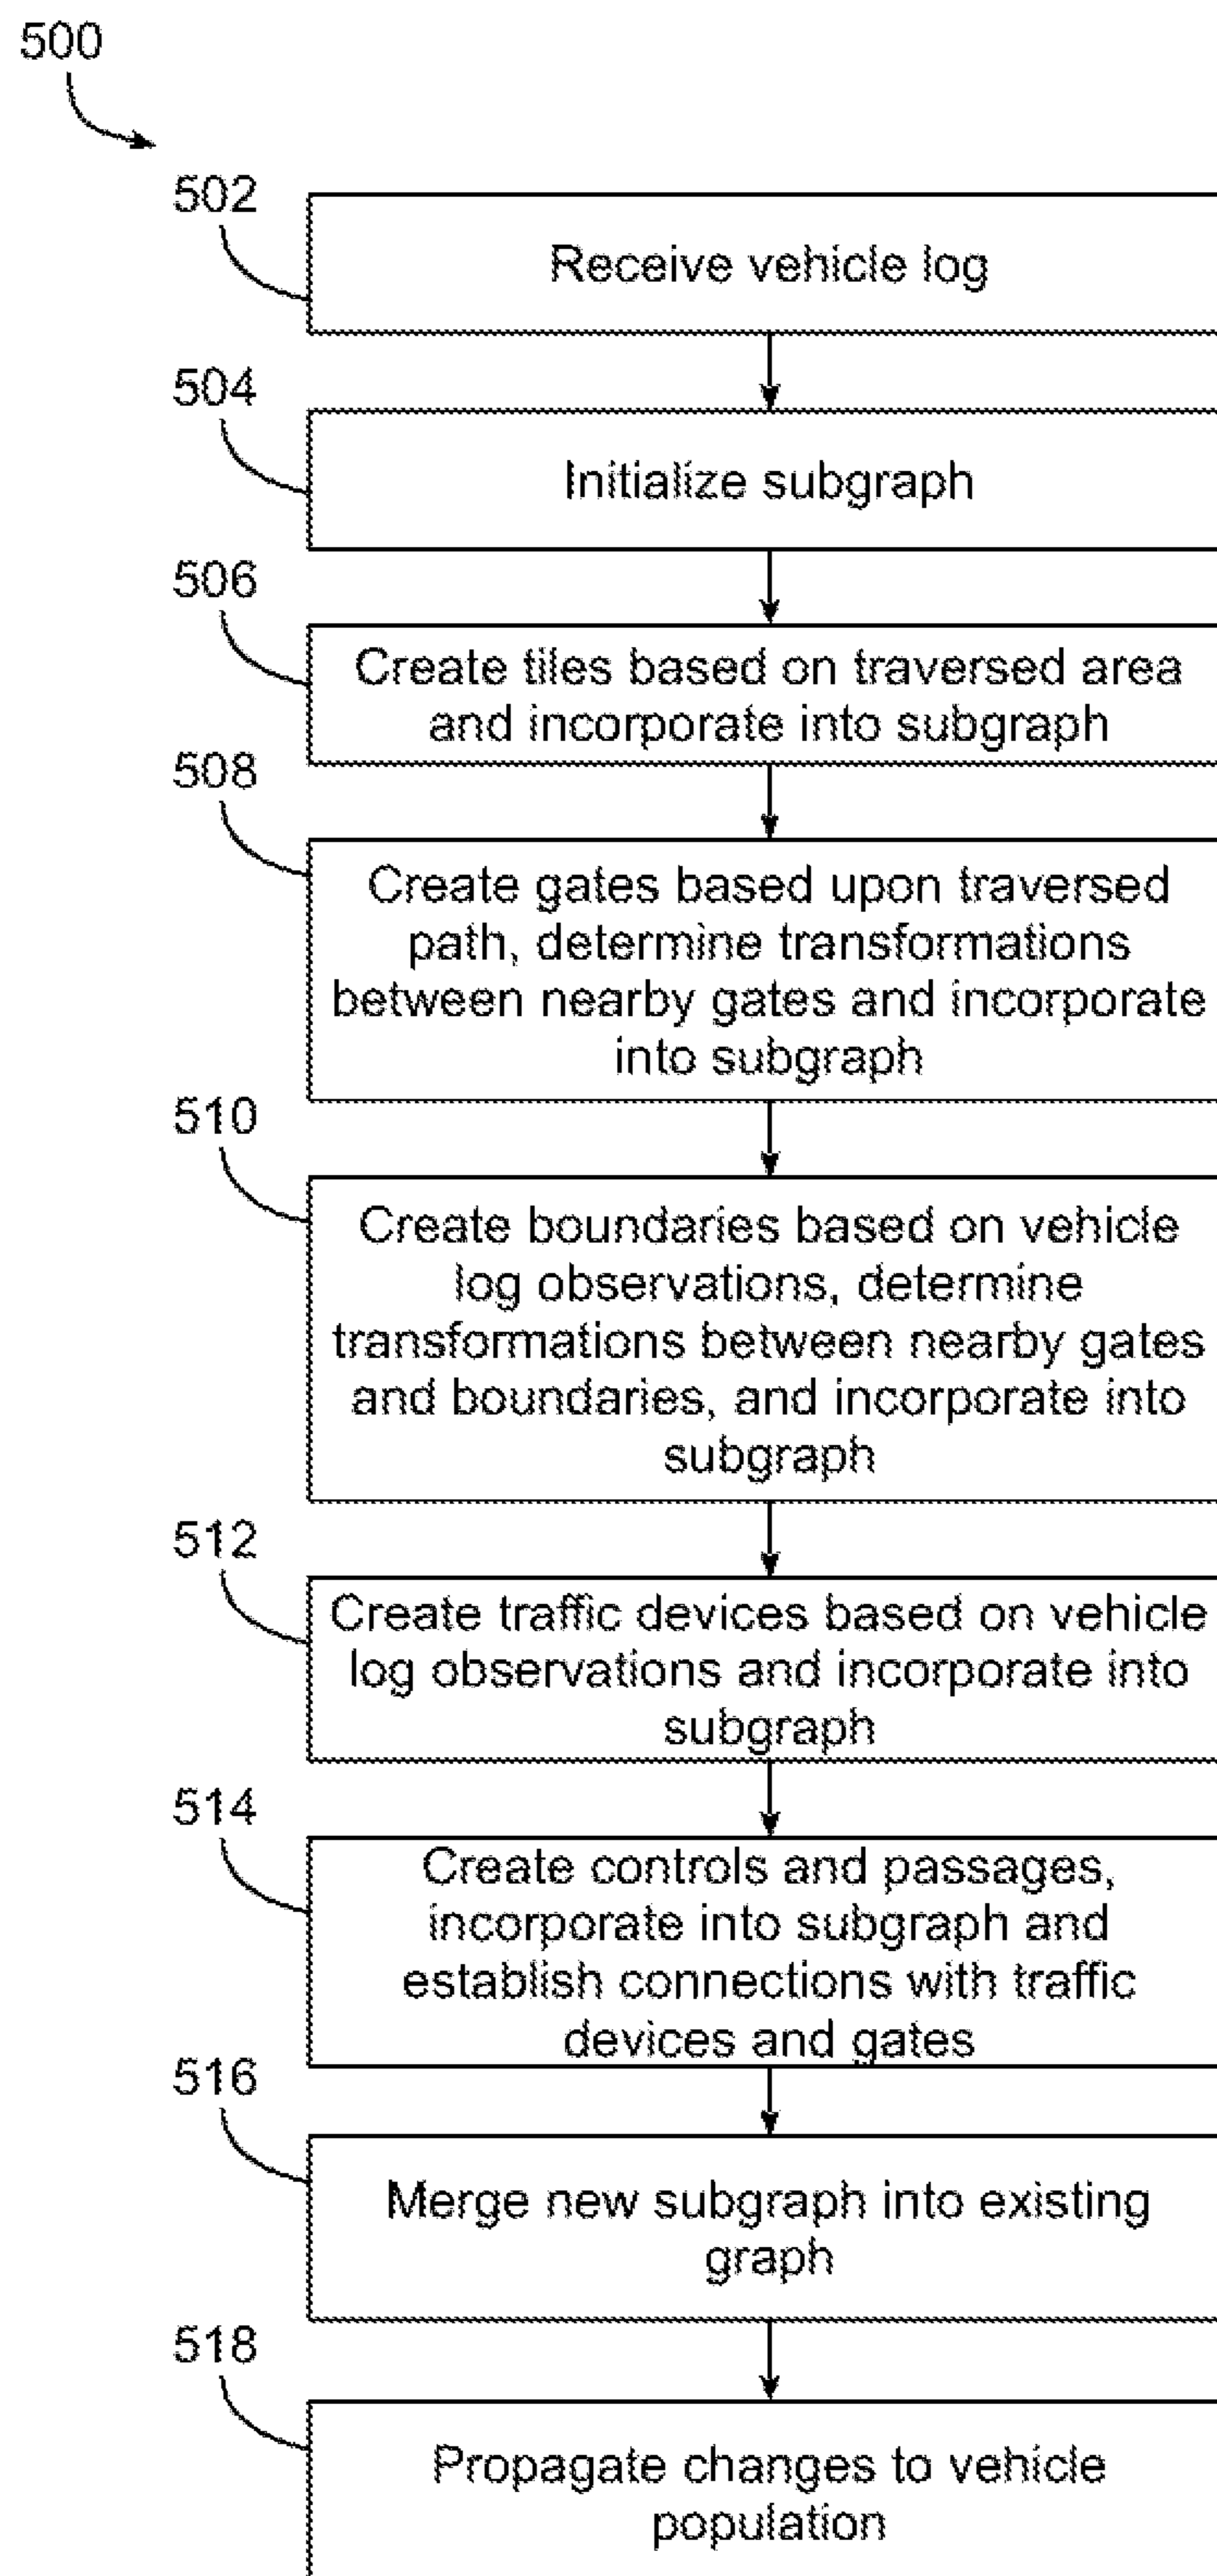 500
502
Receive vehicle log
504
Initialize subgraph
506
Create tiles based on traversed area
and incorporate into subgraph
508
Create gates based upon traversed
path, determine transformations
between nearby gates and incorporate
into subgraph
510
Create boundaries based on vehicle
log observations, determine
transformations between nearby gates
and boundaries, and incorporate into
subgraph
512
Create traffic devices based on vehicle
log observations and incorporate into
subgraph
514
Create controls and passages,
incorporate into subgraph and
establish connections with traffic
devices and gates
516
Merge new subgraph into existing
graph
518
Propagate changes to vehicle
population